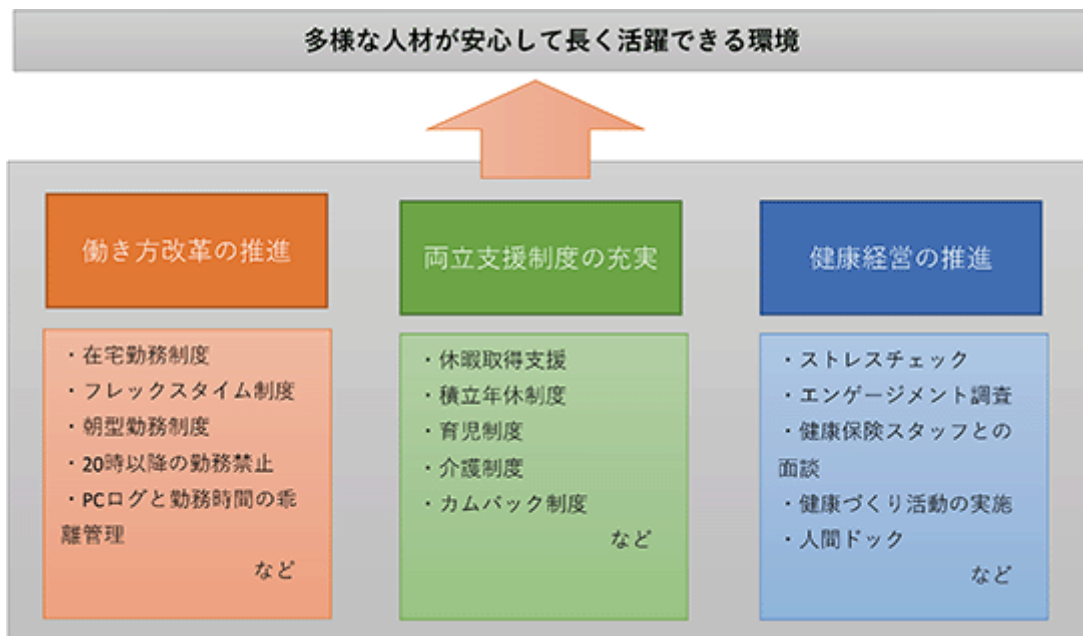 多様な人材が安心して長く活躍できる環境
働き方改革の推進
・在宅勤務制度
・フレックスタイム制度
・朝型勤務制度
・20時以降の勤務禁止
・PCログと勤務時間の乖
離管理
など
両立支援制度の充実
・休暇取得支援
・積立年休制度
・育児制度
・介護制度
・カムバック制度
など
健康経営の推進
・ストレスチェック
・エンゲージメント調査
・健康保険スタッフとの
面談
・健康づくり活動の実施
・人間ドック
など